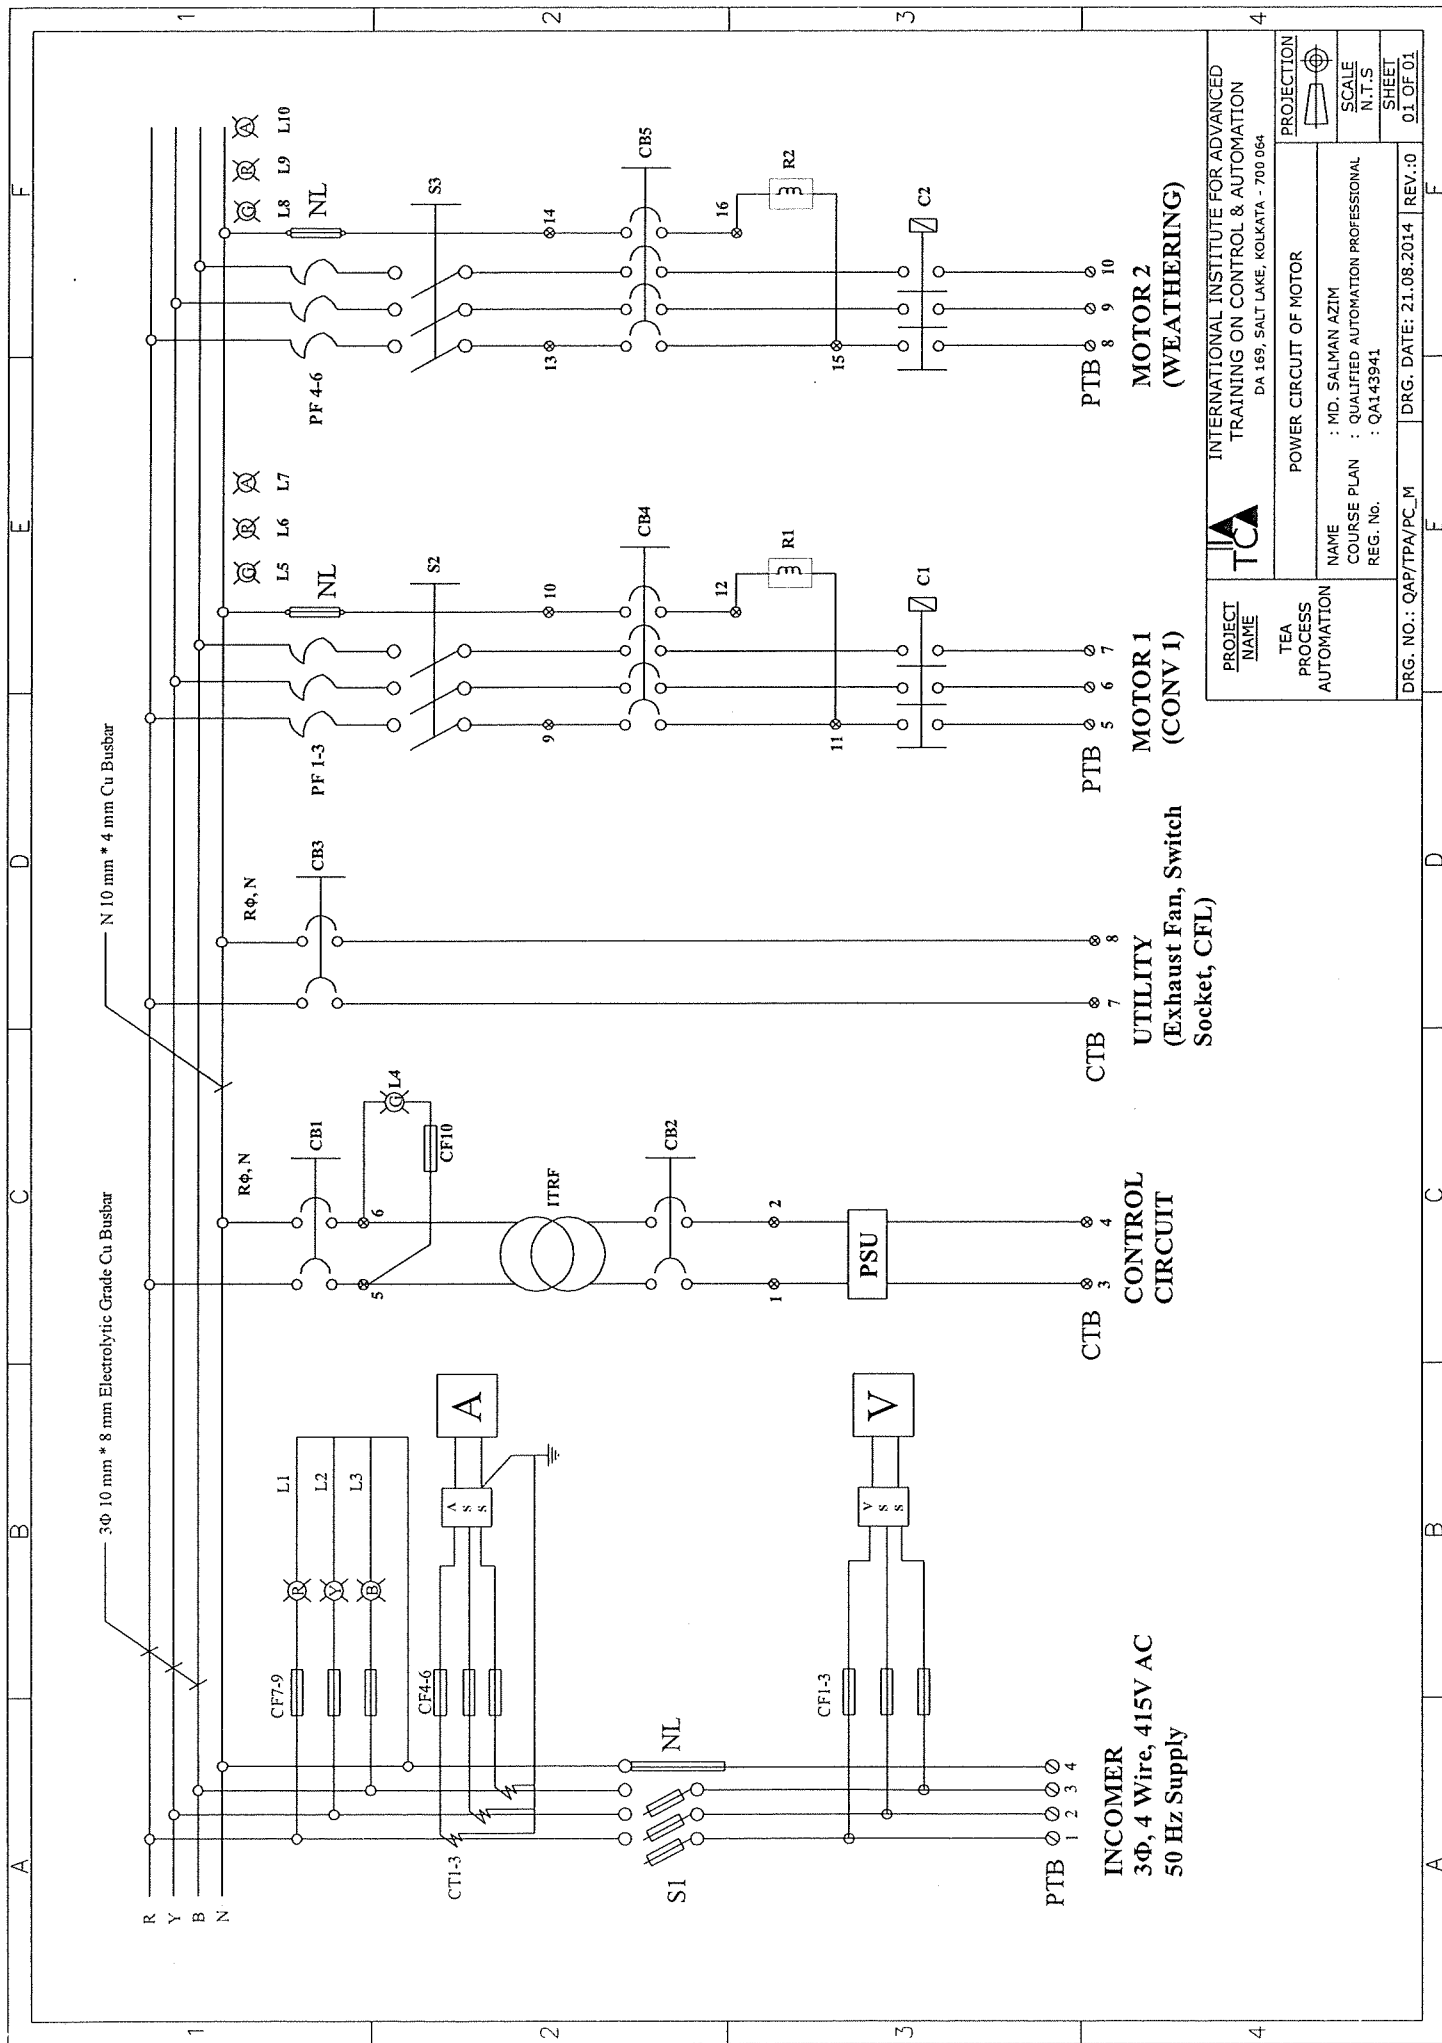 A
B
C
D
E
F
1
2
3
4
3Φ 10 mm * 8 mm Electrolytic Grade Cu Busbar
N 10 mm * 4 mm Cu Busbar
R
Y
B
N
CF7-9
R
Y
B
L1
L2
L3
CT1-3
CF4-6
A
S
S
A
S1
NL
CF1-3
V
S
S
V
PTB
1
2
3
4
INCOMER
3Φ, 4 Wire, 415V AC
50 Hz Supply
Rφ, N
CB1
5
6
G
L4
CF10
ITRF
CB2
1
2
PSU
CTB
3
4
CONTROL
CIRCUIT
Rφ, N
CB3
CTB
7
8
UTILITY
(Exhaust Fan, Switch
Socket, CFL)
PF 1-3
NL
G
R
A
L5
L6
L7
S2
9
10
CB4
12
R1
11
C1
PTB
5
6
7
MOTOR 1
(CONV 1)
PF 4-6
NL
G
R
A
L8
L9
L10
S3
13
14
CB5
16
R2
15
C2
PTB
8
9
10
MOTOR 2
(WEATHERING)
PROJECT
NAME
TEA
PROCESS
AUTOMATION
IIA
TCA
INTERNATIONAL INSTITUTE FOR ADVANCED
TRAINING ON CONTROL & AUTOMATION
DA 169, SALT LAKE, KOLKATA - 700 064
POWER CIRCUIT OF MOTOR
PROJECTION
NAME : MD. SALMAN AZIM
COURSE PLAN : QUALIFIED AUTOMATION PROFESSIONAL
REG. No. : QA143941
SCALE
N.T.S
SHEET
01 OF 01
DRG. NO.: QAP/TPA/PC_M
DRG. DATE: 21.08.2014
REV.:0
1
2
3
4
A
B
C
D
E
F